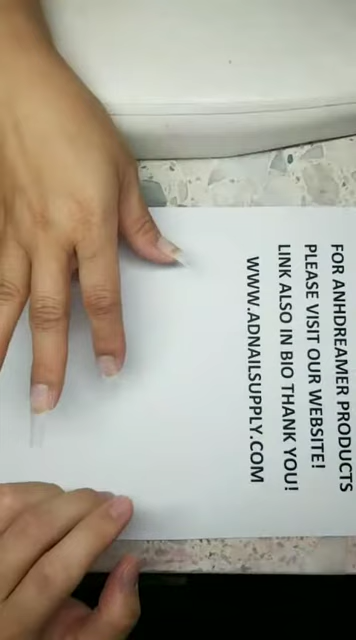 FOR ANHDREAMER PRODUCTS
PLEASE VISIT OUR WEBSITE!
LINK ALSO IN BIO THANK YOU!
WWW.ADNAILSUPPLY.COM